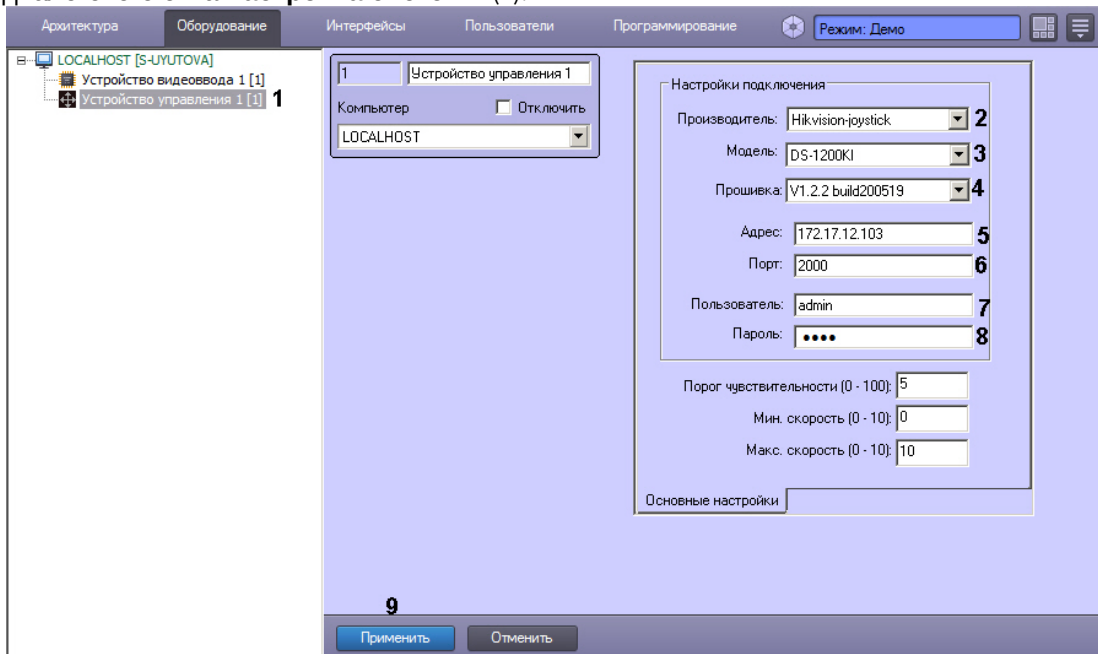 Архитектура Оборудование Интерфейсы Пользователи Программирование Режим: Демо
LOCALHOST [S-UYUTOVA]
Устройство видеоввода 1 [1]
Устройство управления 1 [1] 1
1 Устройство управления 1
Компьютер Отключить
LOCALHOST
Настройки подключения
Производитель: Hikvision-joystick 2
Модель: DS-1200KI 3
Прошивка: V1.2.2 build200519 4
Адрес: 172.17.12.103 5
Порт: 2000 6
Пользователь: admin 7
Пароль: •••• 8
Порог чувствительности (0 - 100): 5
Мин. скорость (0 - 10): 0
Макс. скорость (0 - 10): 10
Основные настройки
9
Применить Отменить